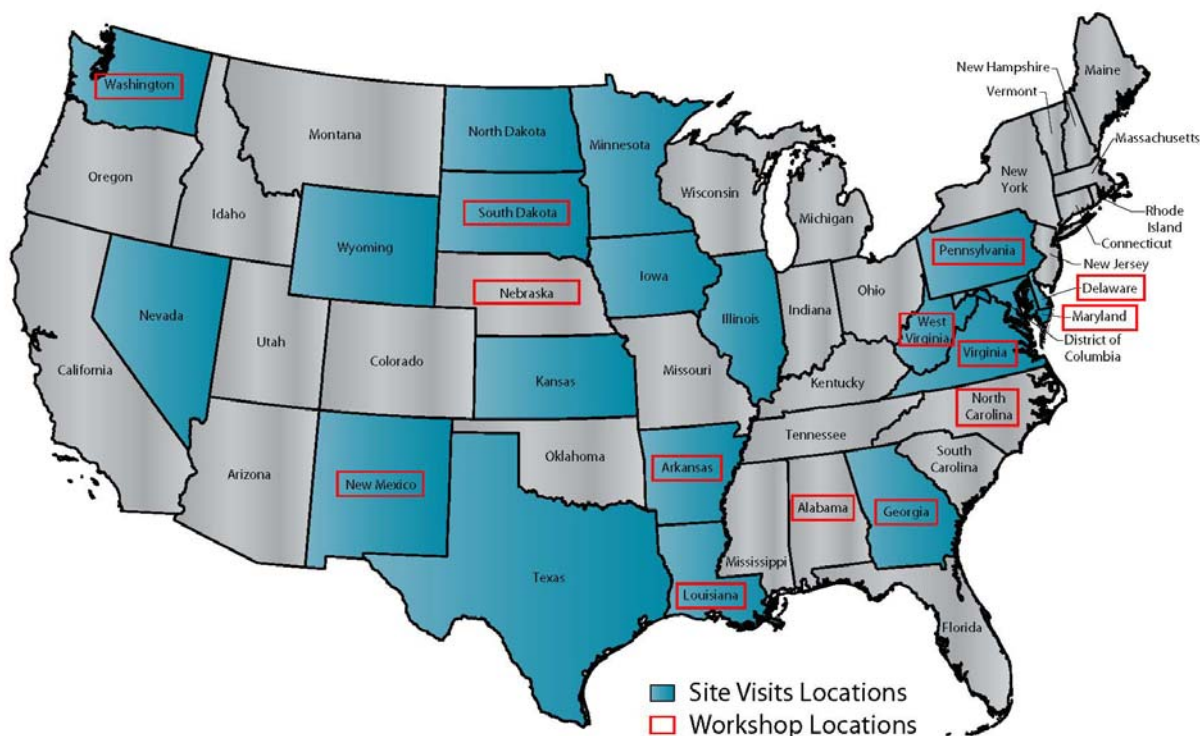 Washington
Montana
North Dakota
Minnesota
New Hampshire
Vermont
Maine
Massachusetts
Oregon
Idaho
South Dakota
Wisconsin
Michigan
New
York
Rhode
Island
Connecticut
Wyoming
Iowa
Pennsylvania
New Jersey
Nebraska
Delaware
Maryland
District of
Columbia
Nevada
Utah
Colorado
Illinois
Indiana
Ohio
West
Virginia
Virginia
California
Kansas
Missouri
Kentucky
North
Carolina
Tennessee
South
Carolina
Arizona
New Mexico
Oklahoma
Arkansas
Alabama
Georgia
Mississippi
Texas
Louisiana
Florida
Site Visits Locations
Workshop Locations